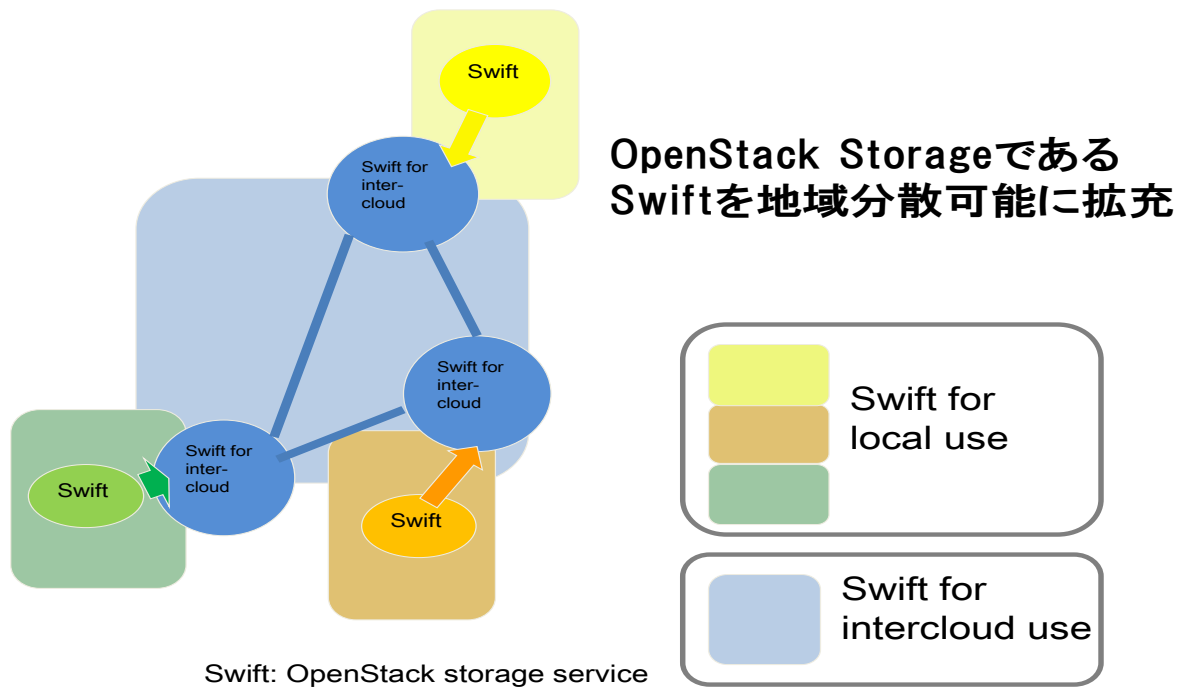 Swift
Swift for
inter-
cloud
OpenStack Storageである
Swiftを地域分散可能に拡充
Swift for
inter-
cloud
Swift for
inter-
cloud
Swift
Swift
Swift for
local use
Swift for
intercloud use
Swift: OpenStack storage service